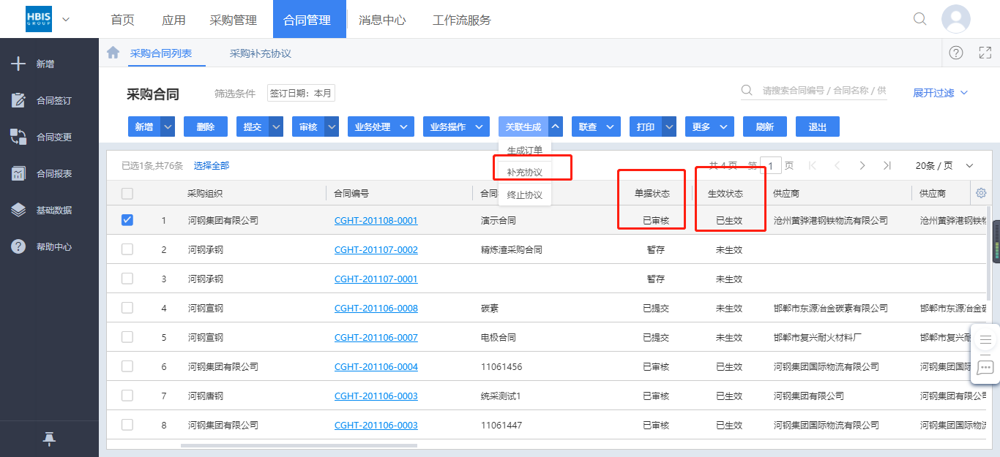 HBIS
GROUP
首页 应用 采购管理 合同管理 消息中心 工作流服务
采购合同列表 采购补充协议
新增
合同签订
合同变更
合同报表
基础数据
帮助中心
采购合同 筛选条件 签订日期：本月 请搜索合同编号 / 合同名称 / 供 展开过滤
新增 删除 提交 审核 业务处理 业务操作 关联生成 联查 打印 更多 刷新 退出
生成订单
补充协议
终止协议
已选1条,共76条 选择全部 共 4 页 第 1 页 20条 / 页
采购组织 合同编号 合同 单据状态 生效状态 供应商 供应商
1 河钢集团有限公司 CGHT-201108-0001 演示合同 已审核 已生效 沧州黄骅港钢铁物流有限公司 沧州黄骅港钢铁物
2 河钢承钢 CGHT-201107-0002 精炼渣采购合同 暂存 未生效
3 河钢承钢 CGHT-201107-0001 暂存 未生效
4 河钢宣钢 CGHT-201106-0008 碳素 已提交 未生效 邯郸市东源冶金碳素有限公司 邯郸市东源冶金碳
5 河钢宣钢 CGHT-201106-0007 电极合同 已提交 未生效 邯郸市复兴耐火材料厂 邯郸市复兴耐
6 河钢集团有限公司 CGHT-201106-0004 11061456 已审核 已生效 河钢集团国际物流有限公司 河钢集团国际
7 河钢唐钢 CGHT-201106-0003 统采测试1 已审核 已生效 河钢集团有限公司 河钢集团有限公司
8 河钢集团有限公司 CGHT-201106-0003 11061447 已审核 已生效 河钢集团国际物流有限公司 河钢集团国际物流